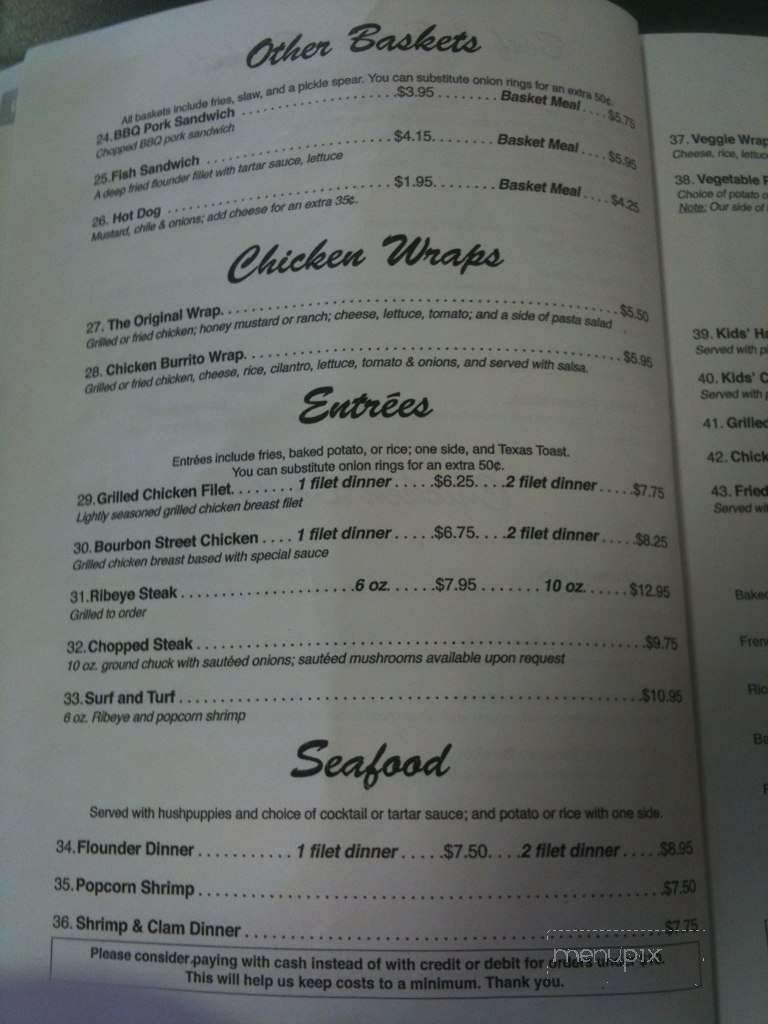 Other Baskets
All baskets include fries, slaw, and a pickle spear. You can substitute onion rings for an extra 50¢.
24. BBQ Pork Sandwich . . . . . . . . . . . . . . . . . . . . . $3.95 . . . . . . . . Basket Meal . . . . $5.75
Chopped BBQ pork sandwich
25. Fish Sandwich . . . . . . . . . . . . . . . . . . . . . . . . $4.15. . . . . . . . Basket Meal . . . . $5.95
A deep fried flounder fillet with tartar sauce, lettuce
26. Hot Dog . . . . . . . . . . . . . . . . . . . . . . . . . . . . $1.95. . . . . . . . Basket Meal . . . . $4.25
Mustard, chile & onions; add cheese for an extra 35¢.
Chicken Wraps
27. The Original Wrap. . . . . . . . . . . . . . . . . . . . . . . . . . . . . . . . . . . . . . . . $5.50
Grilled or fried chicken; honey mustard or ranch; cheese, lettuce, tomato; and a side of pasta salad
28. Chicken Burrito Wrap. . . . . . . . . . . . . . . . . . . . . . . . . . . . . . . . . . . . . $5.95
Grilled or fried chicken, cheese, rice, cilantro, lettuce, tomato & onions, and served with salsa.
Entrées
Entrées include fries, baked potato, or rice; one side, and Texas Toast.
You can substitute onion rings for an extra 50¢.
29. Grilled Chicken Filet. . . . . . . . 1 filet dinner . . . . . $6.25. . . . 2 filet dinner . . . . . $7.75
Lightly seasoned grilled chicken breast filet
30. Bourbon Street Chicken . . . . 1 filet dinner . . . . . $6.75. . . . 2 filet dinner . . . . . $8.25
Grilled chicken breast based with special sauce
31. Ribeye Steak . . . . . . . . . . . . . . . . . . . . 6 oz. . . . . . $7.95 . . . . . . . 10 oz. . . . . . $12.95
Grilled to order
32. Chopped Steak . . . . . . . . . . . . . . . . . . . . . . . . . . . . . . . . . . . . . . . . . $9.75
10 oz. ground chuck with sautéed onions; sautéed mushrooms available upon request
33. Surf and Turf . . . . . . . . . . . . . . . . . . . . . . . . . . . . . . . . . . . . . . . . . . $10.95
6 oz. Ribeye and popcorn shrimp
Seafood
Served with hushpuppies and choice of cocktail or tartar sauce; and potato or rice with one side.
34. Flounder Dinner . . . . . . . . . . . 1 filet dinner . . . . . $7.50. . . . 2 filet dinner . . . . . $8.95
35. Popcorn Shrimp . . . . . . . . . . . . . . . . . . . . . . . . . . . . . . . . . . . . . . . . $7.50
36. Shrimp & Clam Dinner . . . . . . . . . . . . . . . . . . . . . . . . . . . . . . . . . . . $7.75
Please consider paying with cash instead of with credit or debit for orders
This will help us keep costs to a minimum. Thank you.
menupix
37. Veggie Wrap
Cheese, rice,
38. Vegetable
Choice of potato
Note: Our side of
39. Kids'
Served with
40. Kids'
Served with
41. Grilled
42. Chick
43. Fried
Served